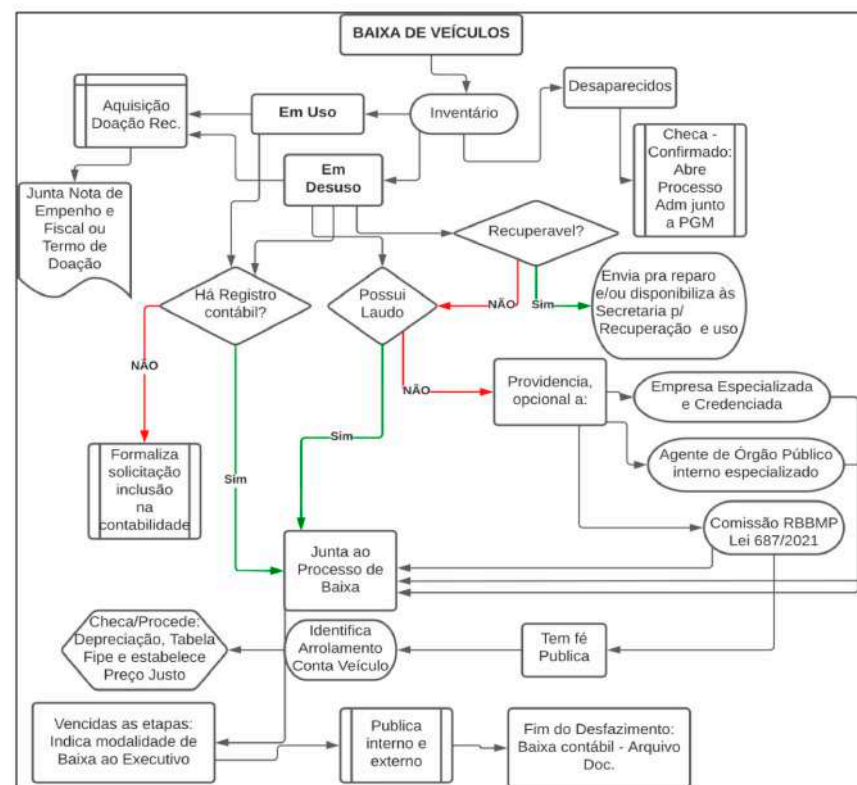 BAIXA DE VEÍCULOS
Aquisição
Doação Rec.
Em Uso
Inventário
Desaparecidos
Checa -
Confirmado:
Abre
Processo
Adm junto
a PGM
Em
Desuso
Junta Nota de
Empenho e
Fiscal ou
Termo de
Doação
Recuperavel?
Há Registro
contábil?
Possui
Laudo
NÃO
Sim
Envia pra reparo
e/ou disponibiliza às
Secretaria p/
Recuperação e uso
NÃO
NÃO
Providencia,
opcional a:
Empresa Especializada
e Credenciada
Sim
Sim
Formaliza
solicitação
inclusão
na
contabilidade
Agente de Órgão Público
interno especializado
Comissão RBBMP
Lei 687/2021
Junta ao
Processo de
Baixa
Checa/Procede:
Depreciação, Tabela
Fipe e estabelece
Preço Justo
Identifica
Arrolamento
Conta Veículo
Tem fé
Publica
Vencidas as etapas:
Indica modalidade de
Baixa ao Executivo
Publica
interno e
externo
Fim do Desfazimento:
Baixa contábil - Arquivo
Doc.